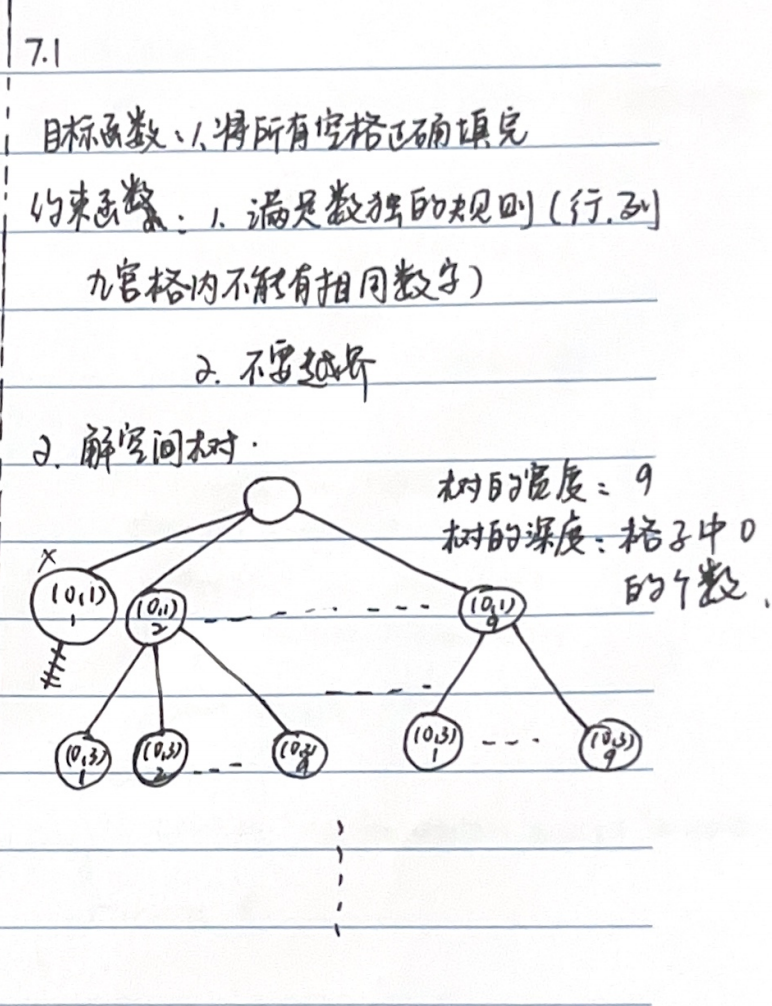 7.1
目标函数:1.将所有空格正确填完
约束函数:1. 满足数独的规则(行.列
九宫格内不能有相同数字)
2. 不要越界
2. 解空间树.
树的宽度: 9
树的深度: 格子中0
的个数.
×
(0,1)
1
(0,1)
2
(0,1)
9
(0,3)
1
(0,3)
2
(0,3)
9
(0,3)
1
(0,3)
9